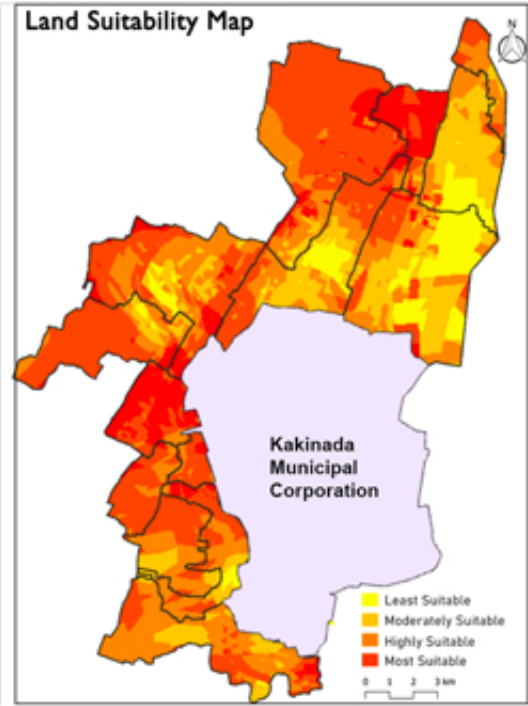 Land Suitability Map
N
Kakinada
Municipal
Corporation
Least Suitable
Moderately Suitable
Highly Suitable
Most Suitable
0 1 2 3 km